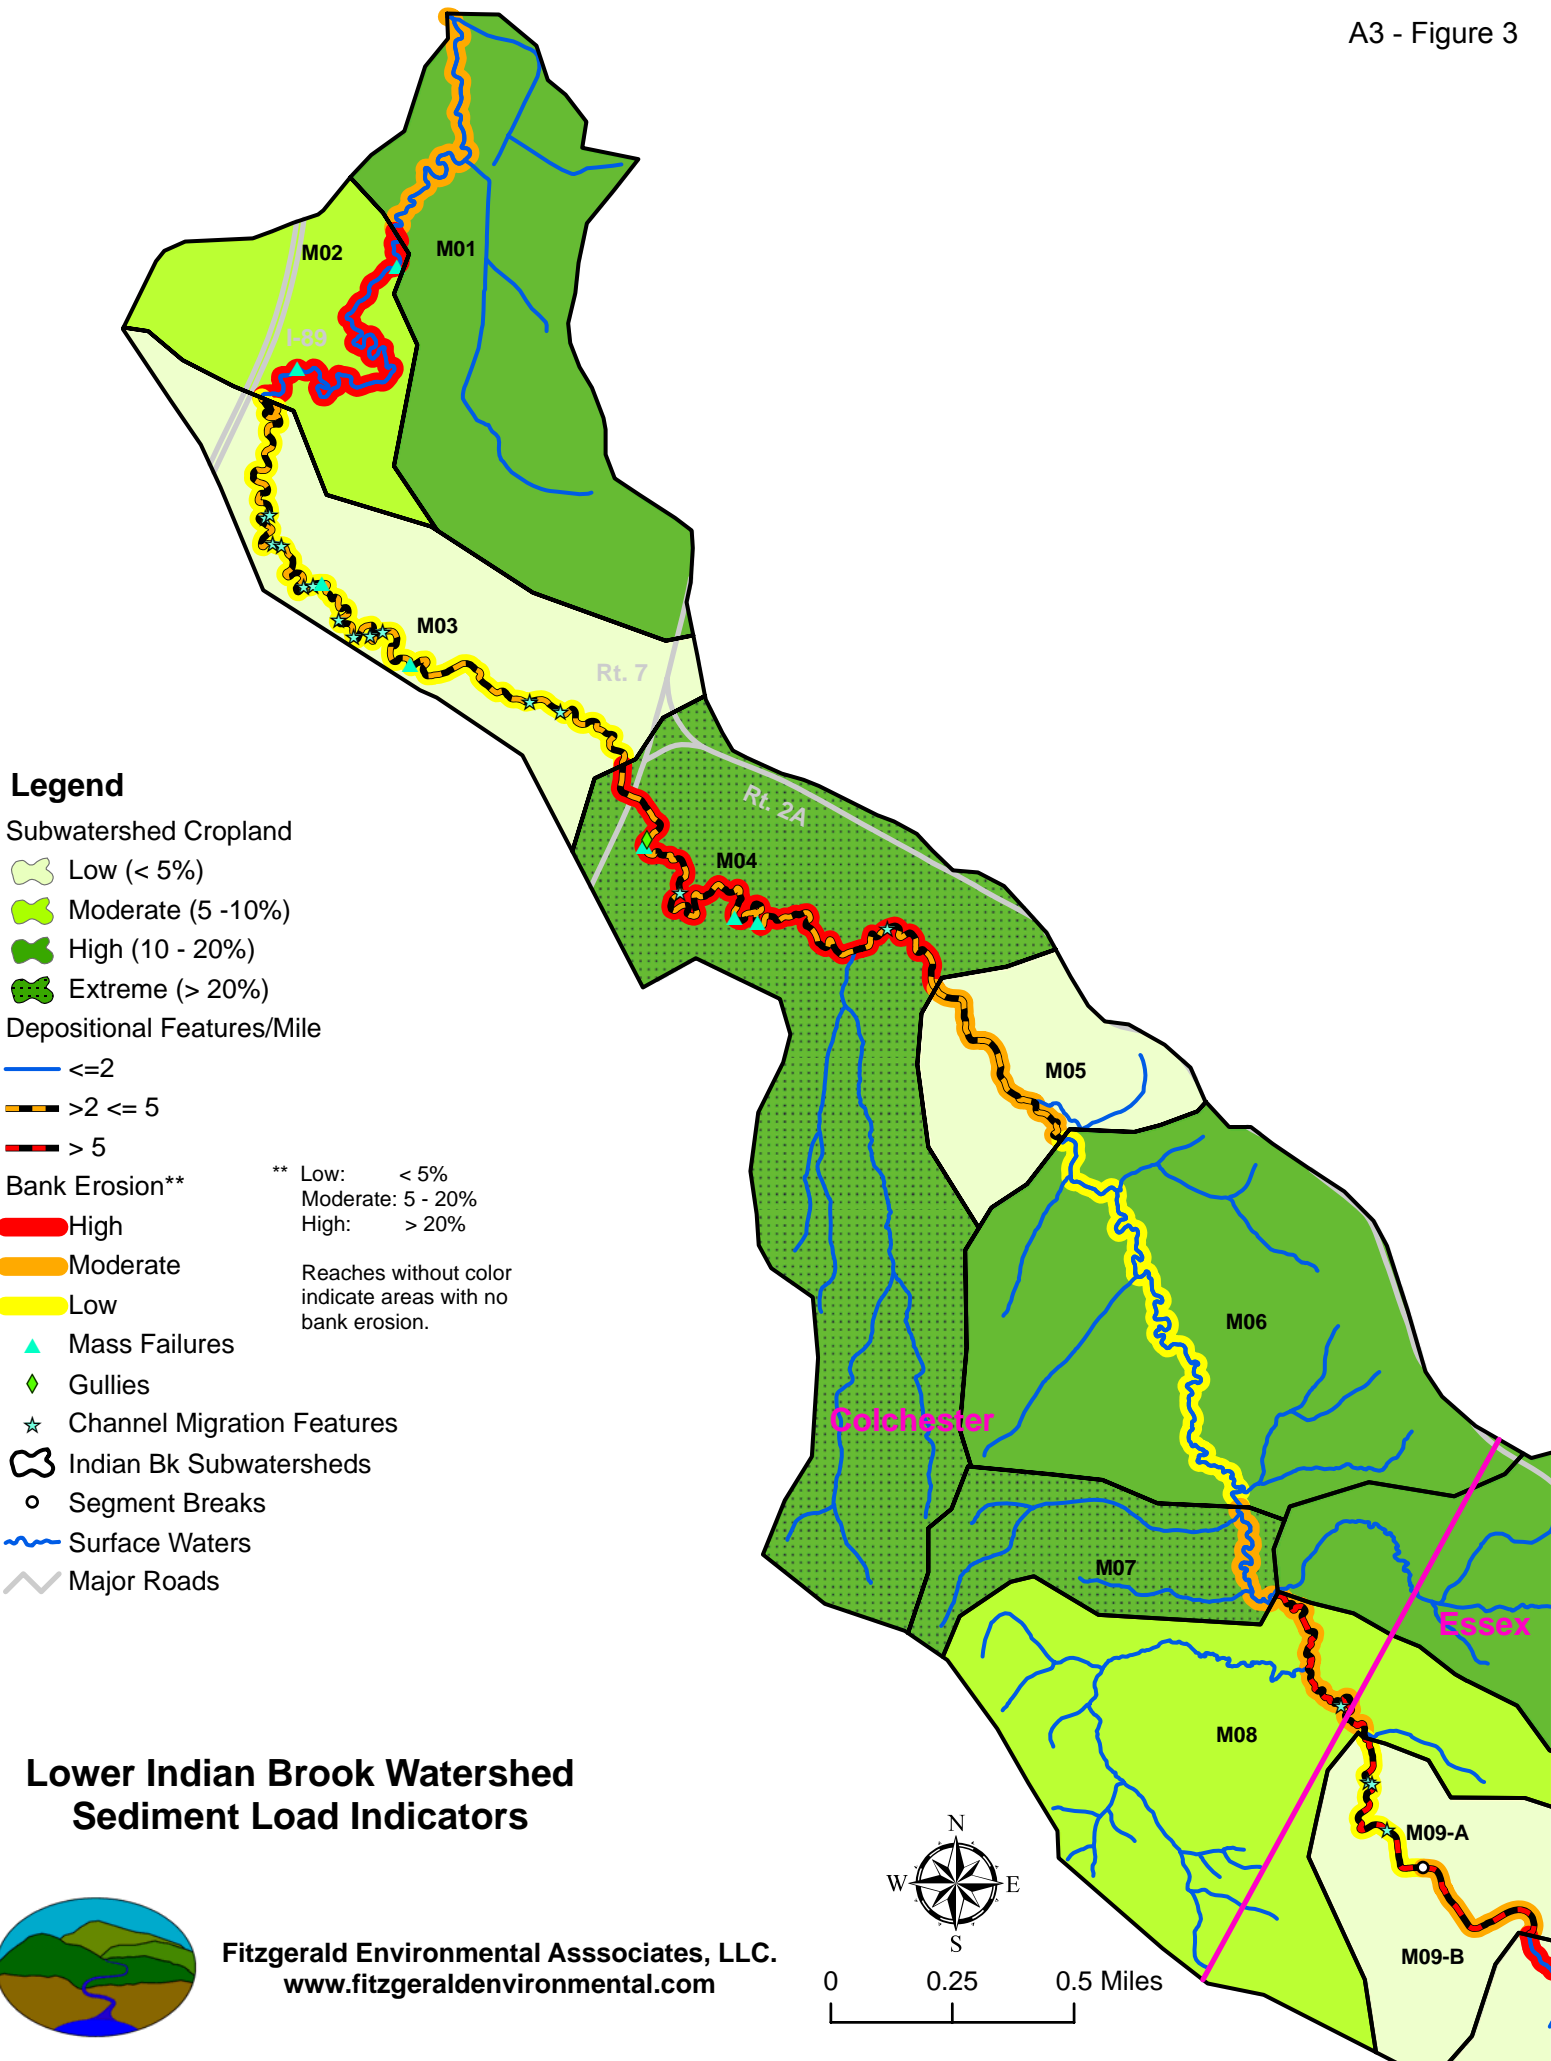 A3 - Figure 3
M02
M01
I-89
M03
Rt. 7
Rt. 2A
M04
M05
M06
Colchester
M07
Essex
M08
M09-A
M09-B
Legend
Subwatershed Cropland
Low (< 5%)
Moderate (5 -10%)
High (10 - 20%)
Extreme (> 20%)
Depositional Features/Mile
<=2
>2 <= 5
> 5
Bank Erosion**
High
Moderate
Low
Mass Failures
Gullies
Channel Migration Features
Indian Bk Subwatersheds
Segment Breaks
Surface Waters
Major Roads
** Low: < 5%
Moderate: 5 - 20%
High: > 20%
Reaches without color
indicate areas with no
bank erosion.
Lower Indian Brook Watershed
Sediment Load Indicators
Fitzgerald Environmental Asssociates, LLC.
www.fitzgeraldenvironmental.com
N
W E
S
0 0.25 0.5 Miles